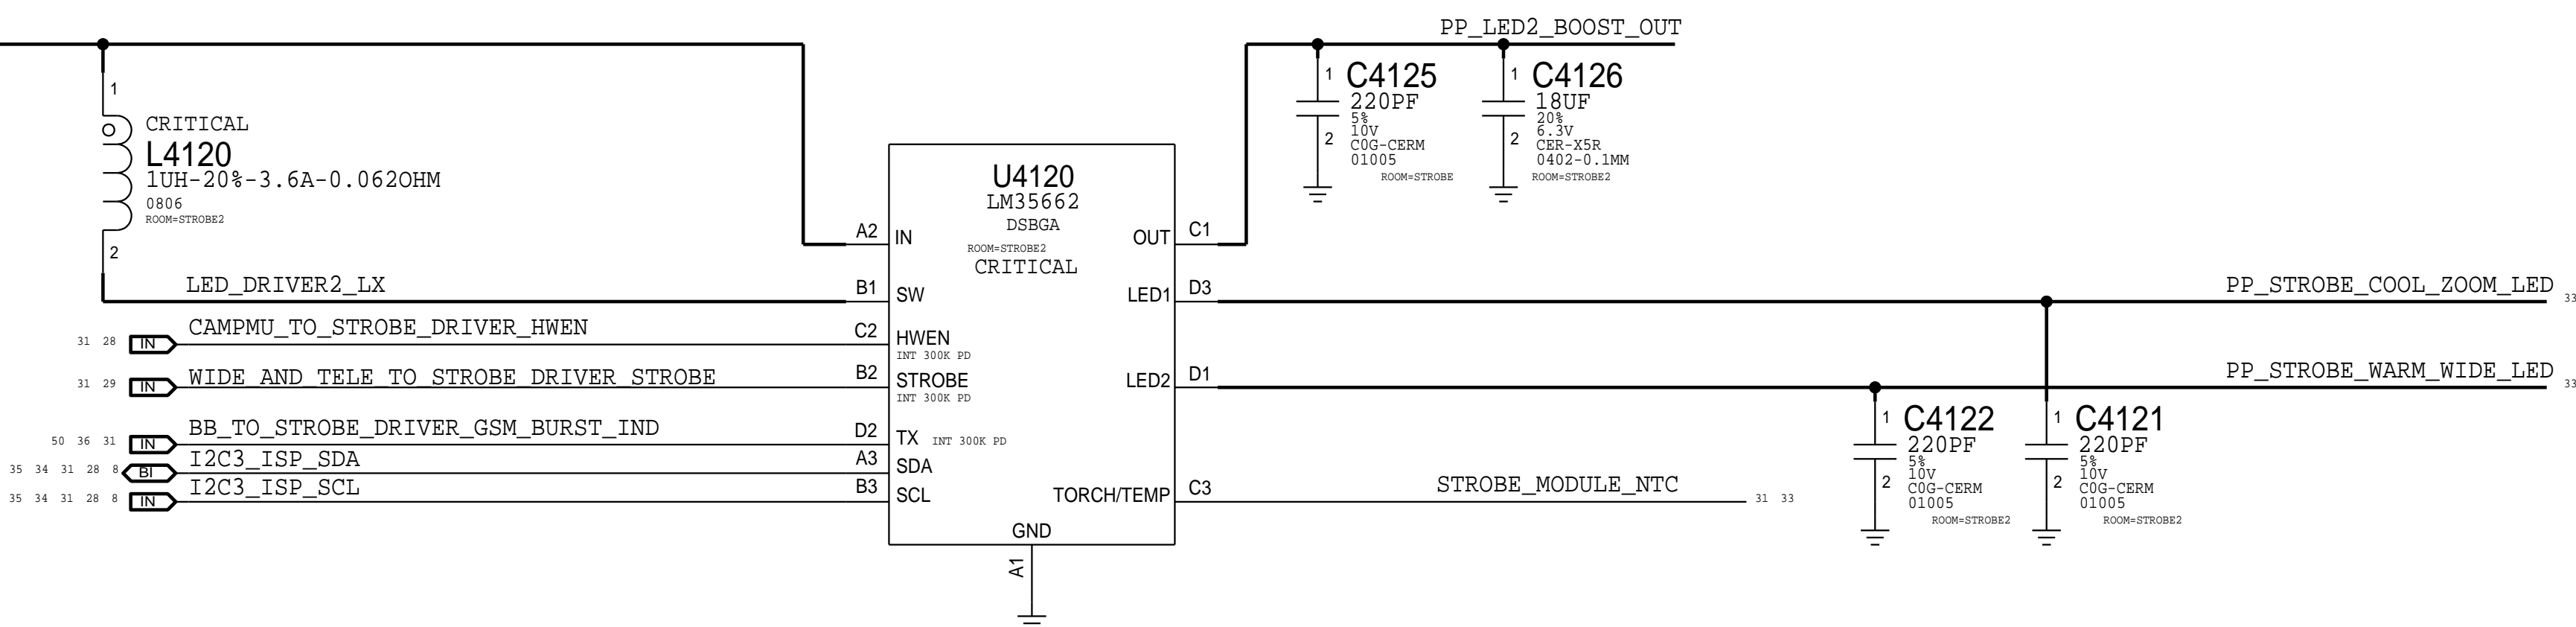 PP_LED2_BOOST_OUT
1
CRITICAL
L4120
1UH-20%-3.6A-0.062OHM
0806
ROOM=STROBE2
2
1
C4125
220PF
5%
10V
C0G-CERM
01005
ROOM=STROBE
2
1
C4126
18UF
20%
6.3V
CER-X5R
0402-0.1MM
ROOM=STROBE2
2
U4120
LM35662
DSBGA
ROOM=STROBE2
CRITICAL
A2 IN
OUT C1
LED_DRIVER2_LX B1 SW
LED1 D3 PP_STROBE_COOL_ZOOM_LED 33
31 28 IN CAMPMU_TO_STROBE_DRIVER_HWEN C2 HWEN
INT 300K PD
31 29 IN WIDE_AND_TELE_TO_STROBE_DRIVER_STROBE B2 STROBE
INT 300K PD
LED2 D1 PP_STROBE_WARM_WIDE_LED 33
50 36 31 IN BB_TO_STROBE_DRIVER_GSM_BURST_IND D2 TX INT 300K PD
35 34 31 28 8 BI I2C3_ISP_SDA A3 SDA
35 34 31 28 8 IN I2C3_ISP_SCL B3 SCL
TORCH/TEMP C3 STROBE_MODULE_NTC 31 33
GND
A1
1
C4122
220PF
5%
10V
C0G-CERM
01005
ROOM=STROBE2
2
1
C4121
220PF
5%
10V
C0G-CERM
01005
ROOM=STROBE2
2